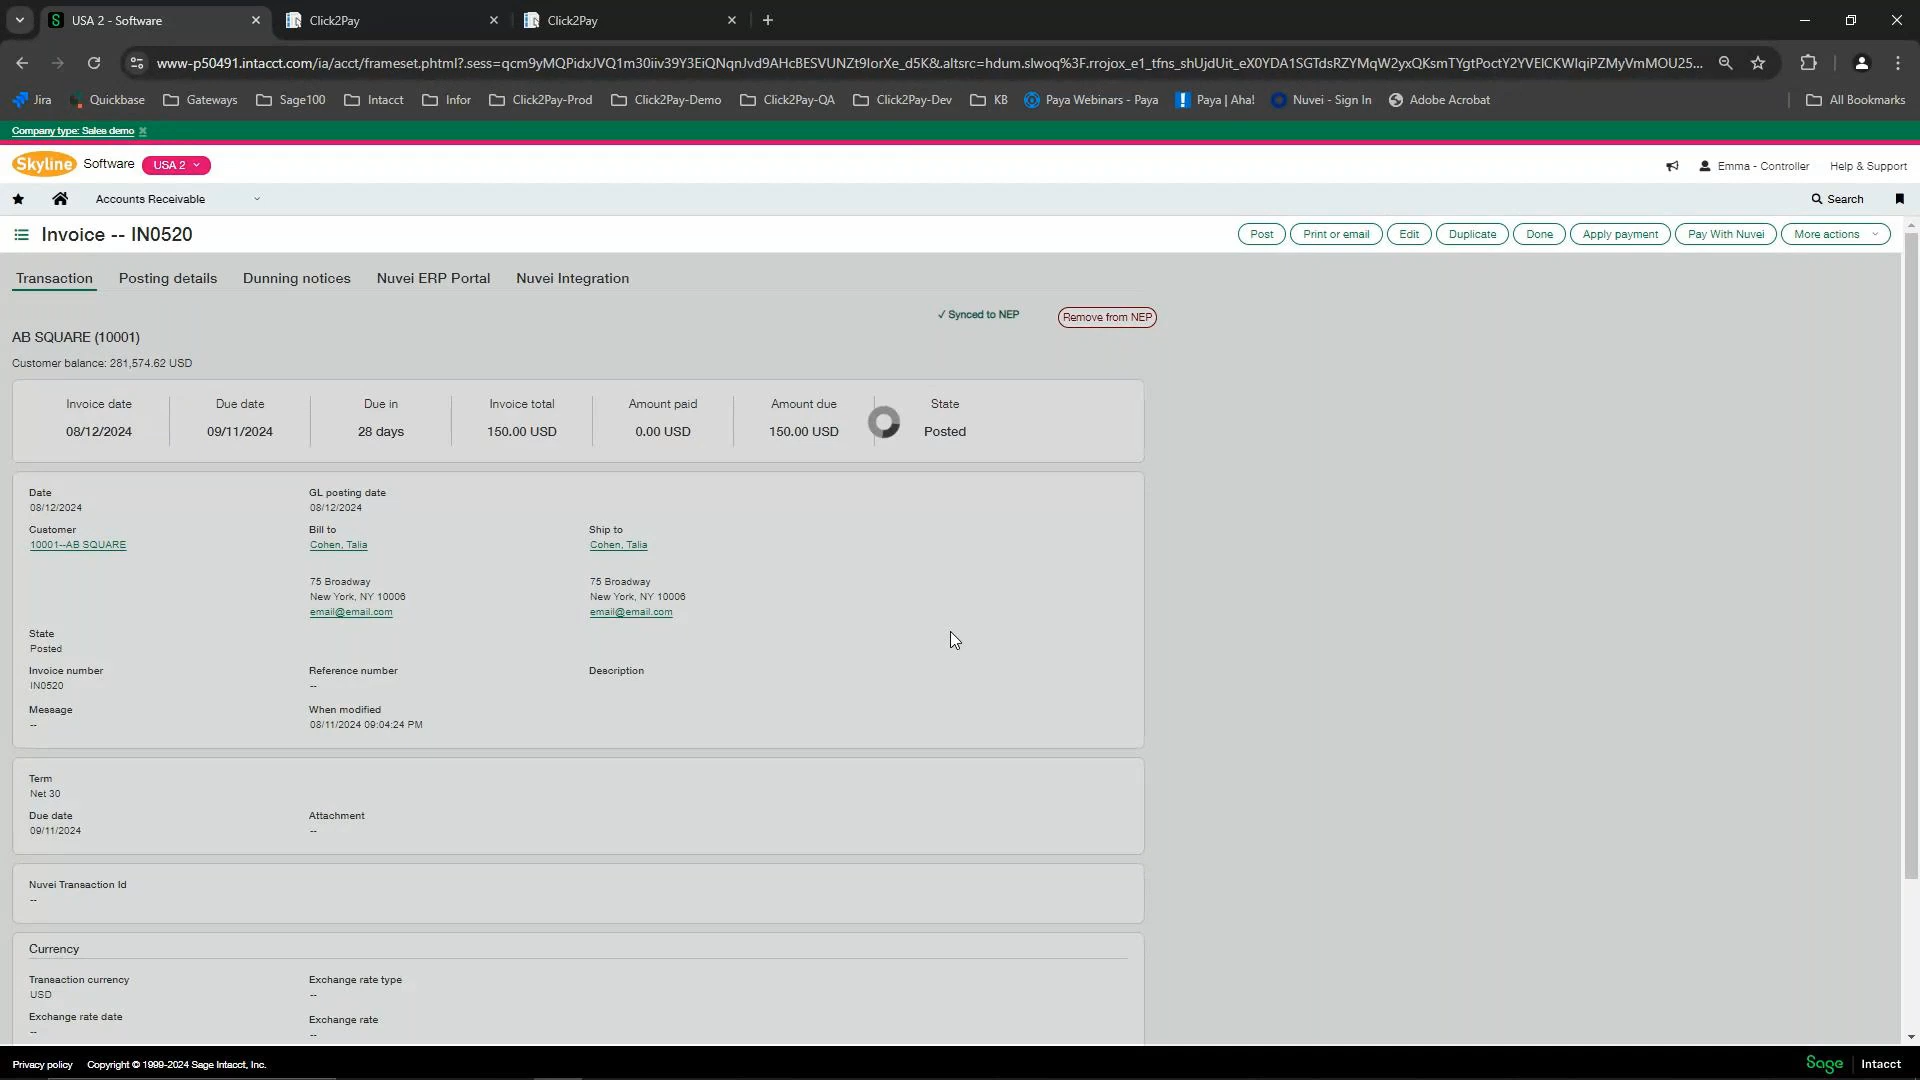 USA 2 - Software
Click2Pay
Click2Pay
www-p50491.intacct.com/ia/acct/frameset.phtml?.sess=qcm9yMQPidxJVQ1m30iiv39Y3EiQNqnJvd9AHcBESVUNZt9IorXe_d5K&.altsrc=hdum.slwoq%3F.rrojox_e1_tfns_shUjdUit_eX0YDA1SGTdsRZYMqW2yxQKsmTYgtPoctY2YVElCKWlqiPZMyVmMOU25...
Jira Quickbase Gateways Sage100 Intacct Infor Click2Pay-Prod Click2Pay-Demo Click2Pay-QA Click2Pay-Dev KB Paya Webinars - Paya Paya | Aha! Nuvei - Sign In Adobe Acrobat All Bookmarks
Company type: Sales demo
Skyline Software USA 2 Emma - Controller Help & Support
Accounts Receivable Search
Invoice -- IN0520 Post Print or email Edit Duplicate Done Apply payment Pay With Nuvei More actions
Transaction Posting details Dunning notices Nuvei ERP Portal Nuvei Integration
✓ Synced to NEP Remove from NEP
AB SQUARE (10001)
Customer balance: 281,574.62 USD
Invoice date Due date Due in Invoice total Amount paid Amount due State
08/12/2024 09/11/2024 28 days 150.00 USD 0.00 USD 150.00 USD Posted
Date GL posting date
08/12/2024 08/12/2024
Customer Bill to Ship to
10001--AB SQUARE Cohen, Talia Cohen, Talia
75 Broadway 75 Broadway
New York, NY 10006 New York, NY 10006
email@email.com email@email.com
State
Posted
Invoice number Reference number Description
IN0520 --
Message When modified
-- 08/11/2024 09:04:24 PM
Term
Net 30
Due date Attachment
09/11/2024 --
Nuvei Transaction Id
--
Currency
Transaction currency Exchange rate type
USD --
Exchange rate date Exchange rate
-- --
Privacy policy Copyright © 1999-2024 Sage Intacct, Inc. Sage Intacct